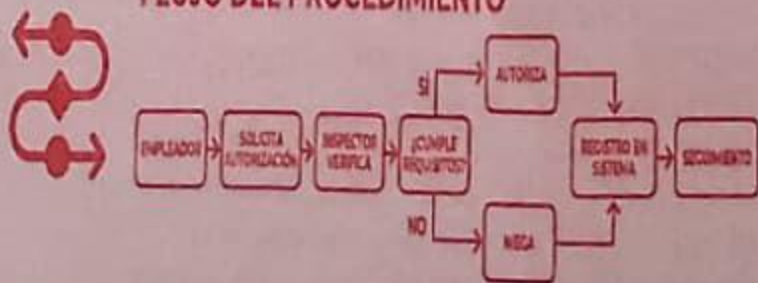 FLUJO DEL PROCEDIMIENTO
EMPLEADOR
SOLICITA
AUTORIZACIÓN
INSPECTOR
VERIFICA
¿CUMPLE
REQUISITOS?
SÍ
AUTORIZA
NO
NIEGA
REGISTRO EN
SISTEMA
SEGUIMIENTO